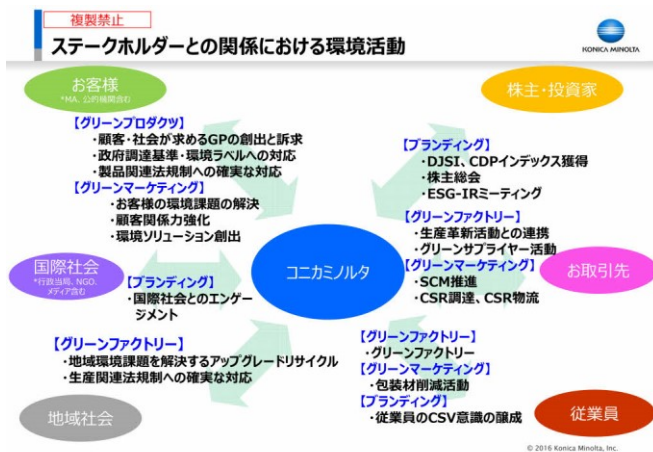 複製禁止
ステークホルダーとの関係における環境活動
KONICA MINOLTA
お客様
*MA、公的機関含む
株主・投資家
【グリーンプロダクツ】
・顧客・社会が求めるGPの創出と訴求
・政府調達基準・環境ラベルへの対応
・製品関連法規制への確実な対応
【グリーンマーケティング】
・お客様の環境課題の解決
・顧客関係力強化
・環境ソリューション創出
【ブランディング】
・DJSI、CDPインデックス獲得
・株主総会
・ESG-IRミーティング
国際社会
*行政当局、NGO、
メディア含む
【ブランディング】
・国際社会とのエンゲー
ジメント
コニカミノルタ
【グリーンファクトリー】
・生産革新活動との連携
・グリーンサプライヤー活動
【グリーンマーケティング】
・SCM推進
・CSR調達、CSR物流
お取引先
【グリーンファクトリー】
・地域環境課題を解決するアップグレードリサイクル
・生産関連法規制への確実な対応
地域社会
【グリーンファクトリー】
・グリーンファクトリー
【グリーンマーケティング】
・包装材削減活動
【ブランディング】
・従業員のCSV意識の醸成
従業員
© 2016 Konica Minolta, Inc.